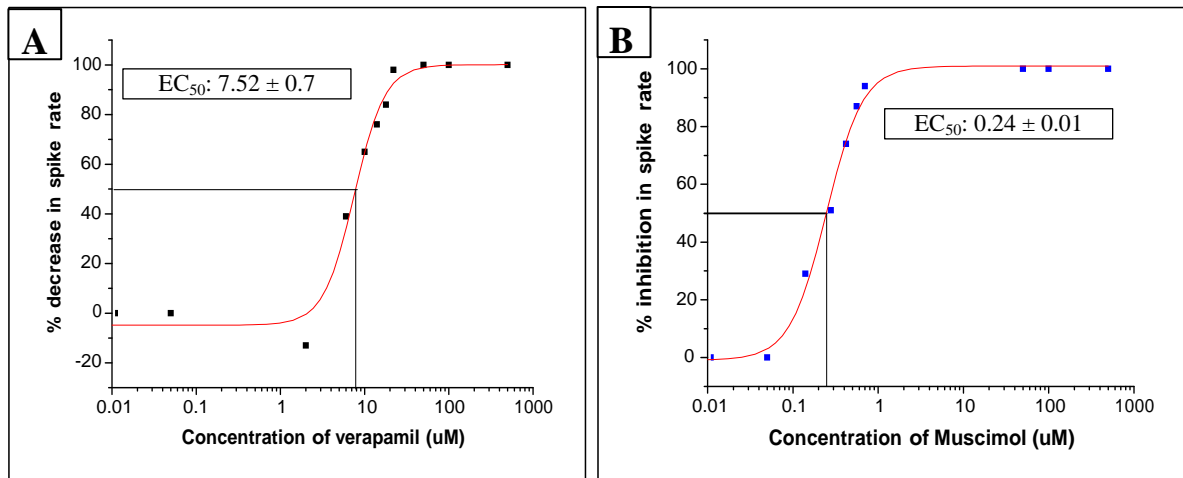 A
EC50: 7.52 ± 0.7
% decrease in spike rate
100
80
60
40
20
0
-20
0.01 0.1 1 10 100 1000
Concentration of verapamil (uM)
B
EC50: 0.24 ± 0.01
% inhibition in spike rate
100
80
60
40
20
0
0.01 0.1 1 10 100 1000
Concentration of Muscimol (uM)